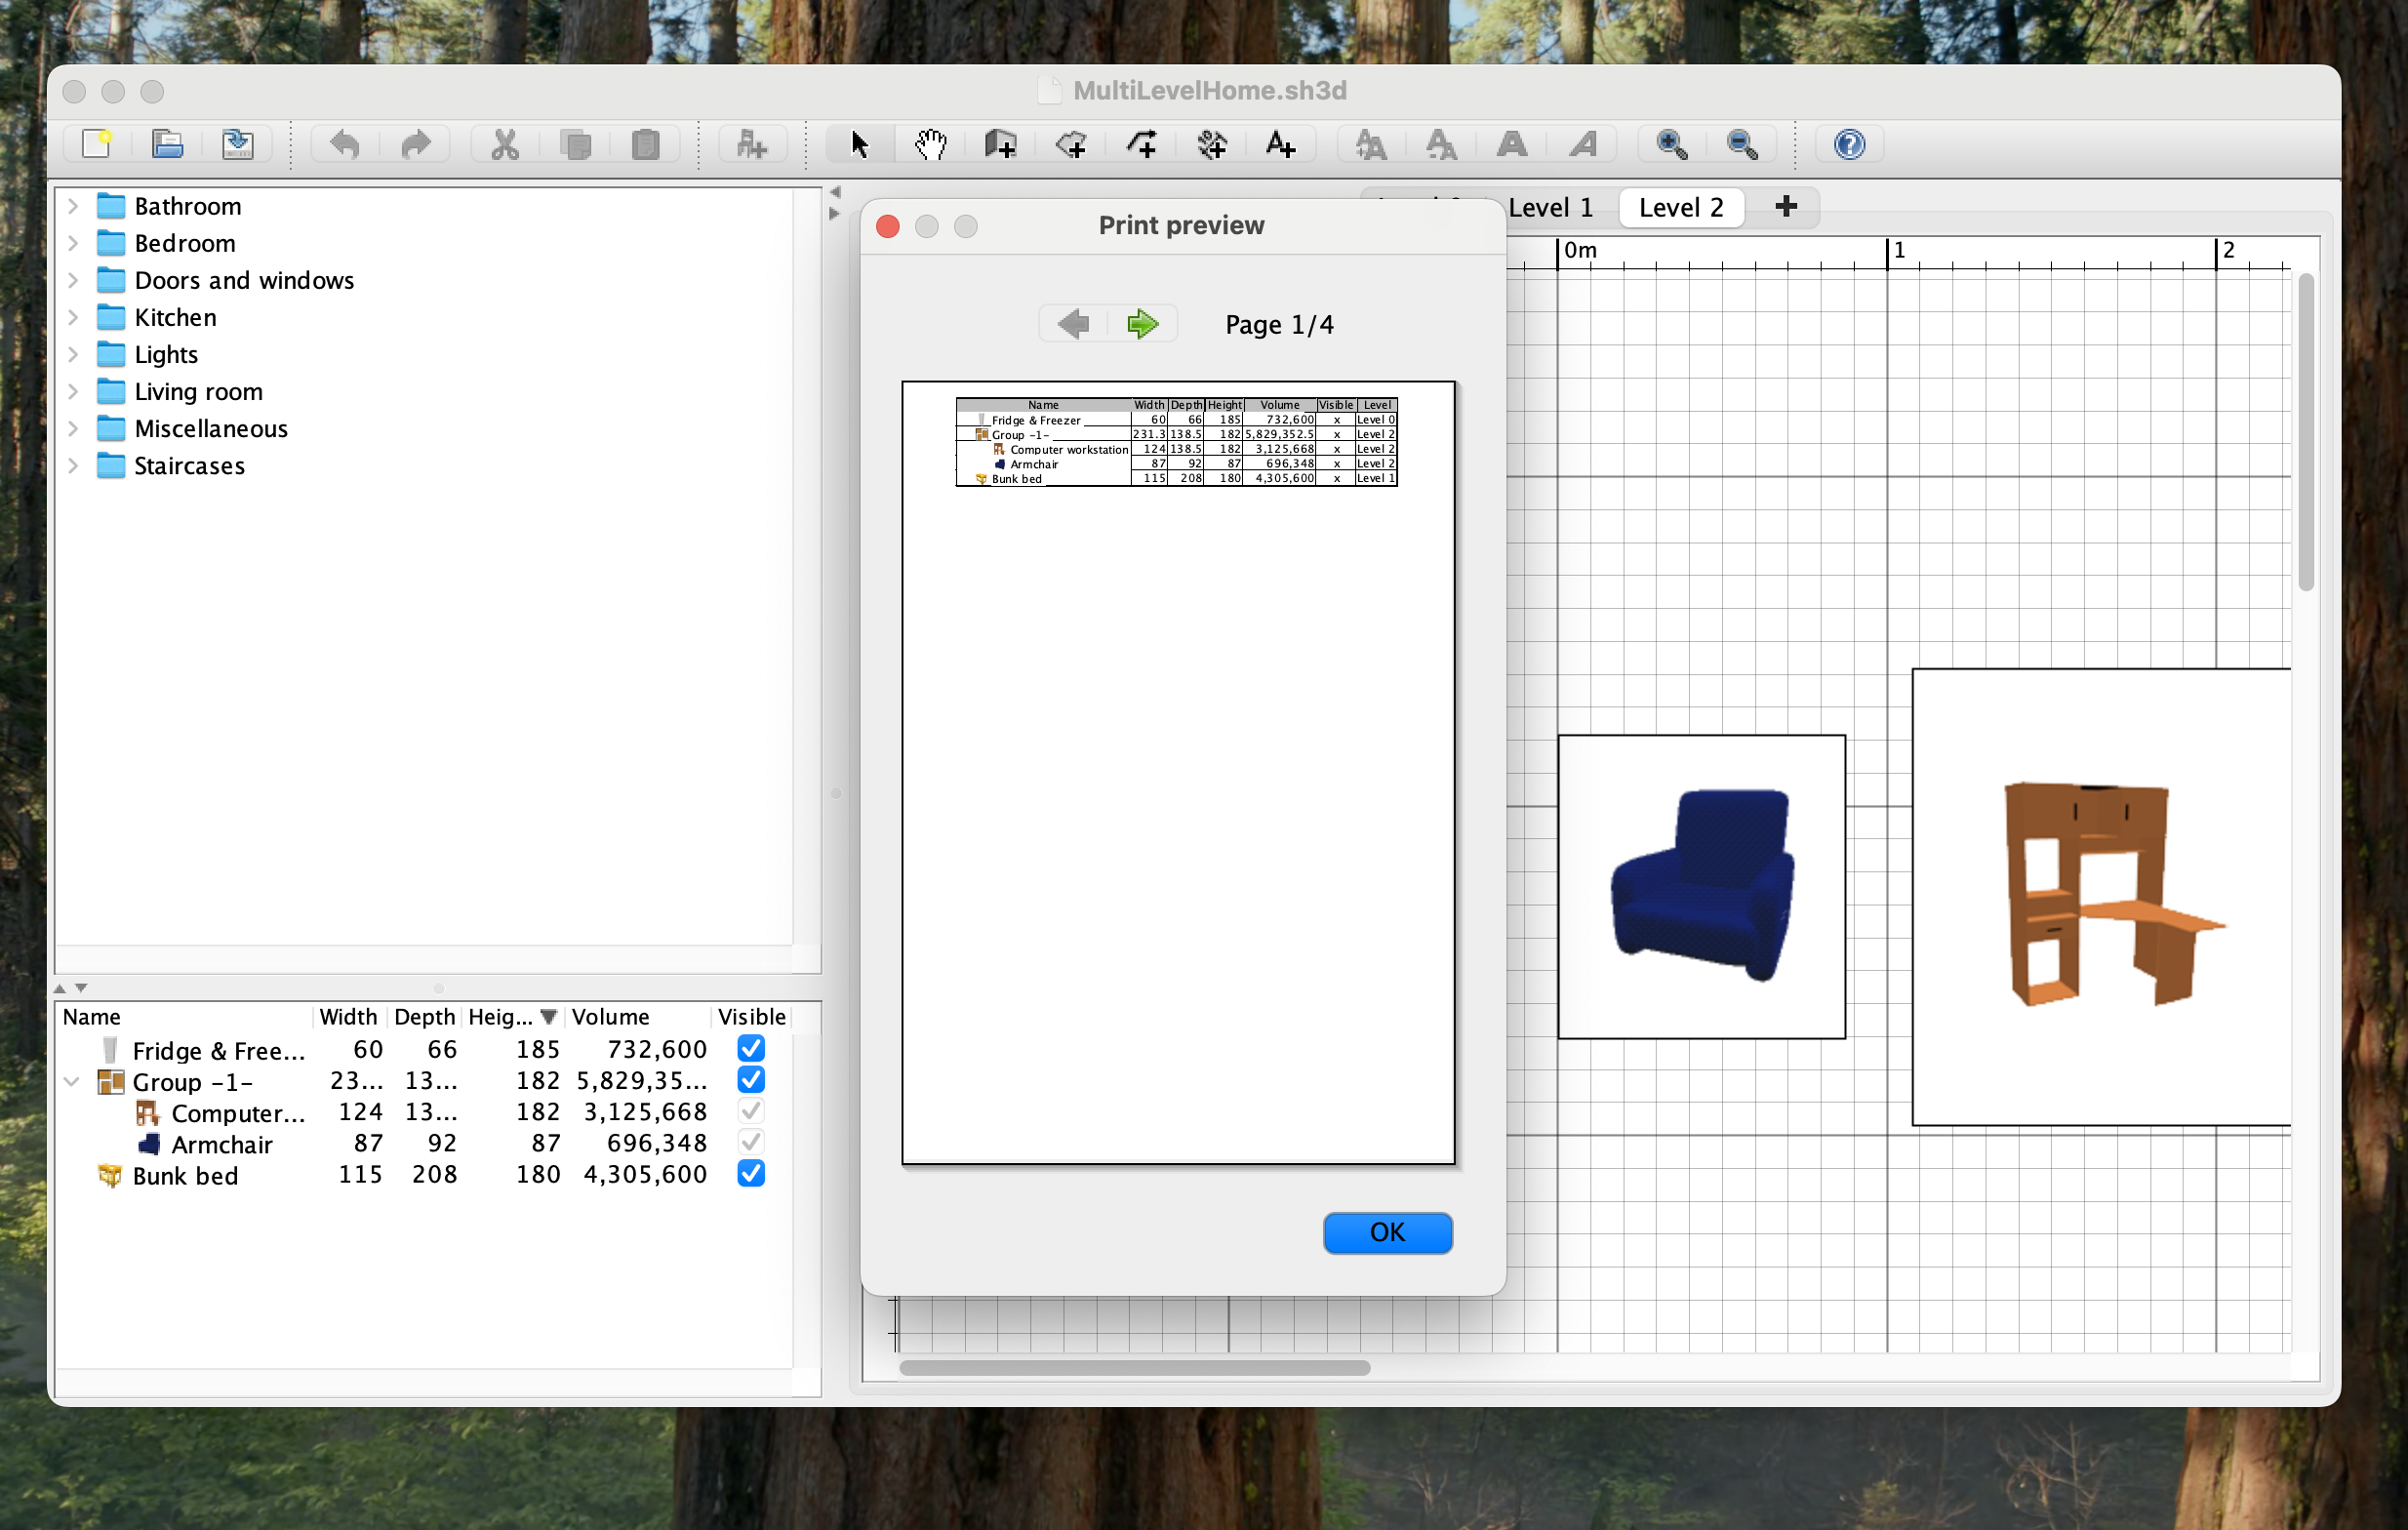 MultiLevelHome.sh3d
Bathroom
Bedroom
Doors and windows
Kitchen
Lights
Living room
Miscellaneous
Staircases
Name Width Depth Heig... Volume Visible
Fridge & Free... 60 66 185 732,600
Group -1- 23... 13... 182 5,829,35...
Computer... 124 13... 182 3,125,668
Armchair 87 92 87 696,348
Bunk bed 115 208 180 4,305,600
Print preview
Page 1/4
Name Width Depth Height Volume Visible Level
Fridge & Freezer 60 66 185 732,600 x Level 0
Group -1- 231.3 138.5 182 5,829,352.5 x Level 2
Computer workstation 124 138.5 182 3,125,668 x Level 2
Armchair 87 92 87 696,348 x Level 2
Bunk bed 115 208 180 4,305,600 x Level 1
OK
Level 1 Level 2
0m 1 2